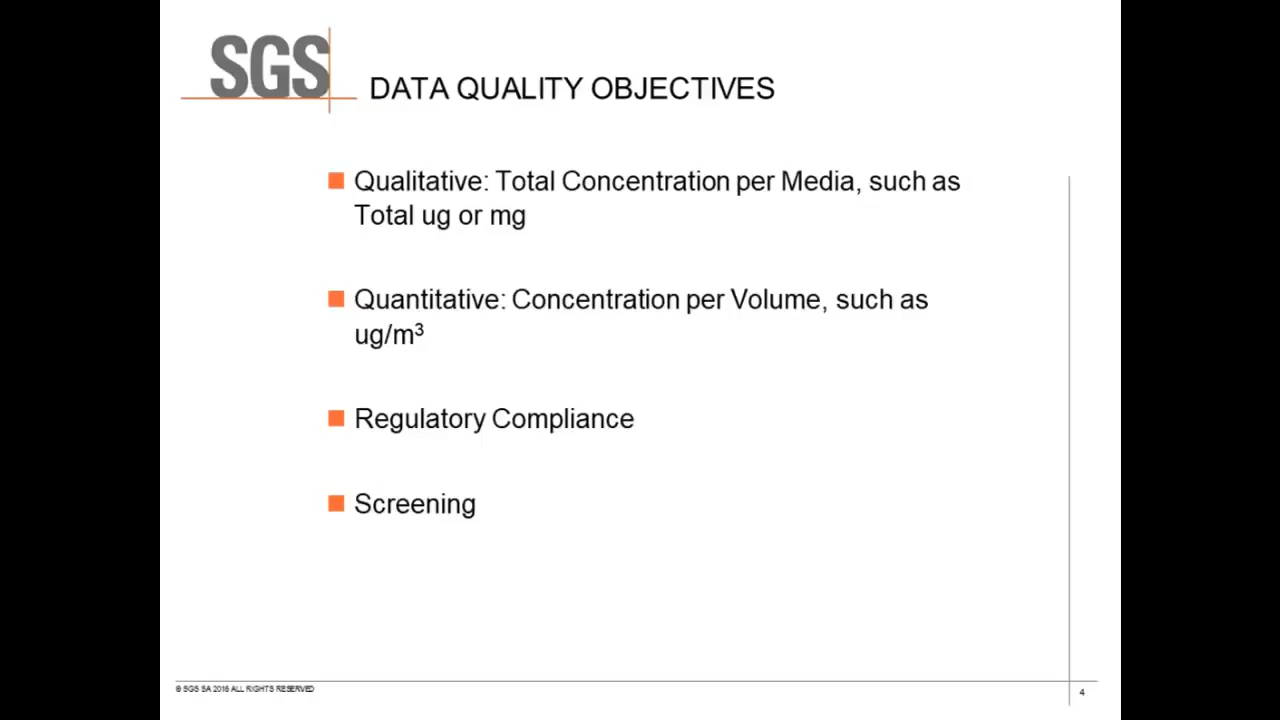 SGS
DATA QUALITY OBJECTIVES
Qualitative: Total Concentration per Media, such as
Total ug or mg
Quantitative: Concentration per Volume, such as
ug/m³
Regulatory Compliance
Screening
© SGS SA 2016 ALL RIGHTS RESERVED
4